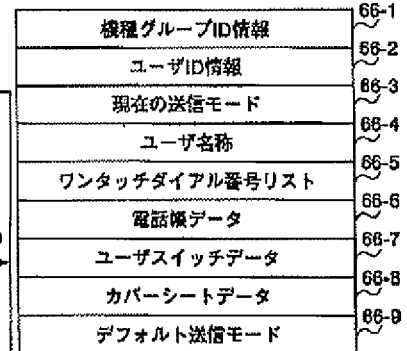 66-1
機種グループID情報
66-2
ユーザID情報
66-3
現在の送信モード
66-4
ユーザ名称
66-5
ワンタッチダイアル番号リスト
66-6
電話帳データ
66-7
ユーザスイッチデータ
66-8
カバーシートデータ
66-9
デフォルト送信モード